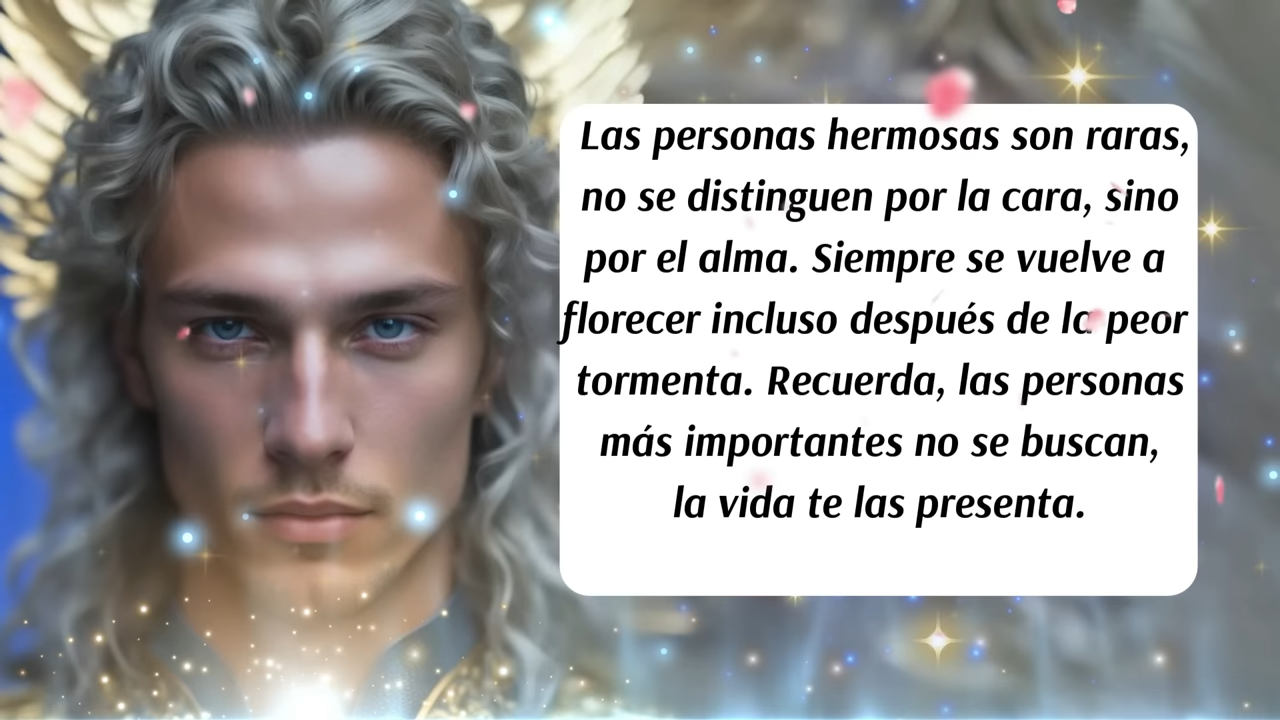 Las personas hermosas son raras,
no se distinguen por la cara, sino
por el alma. Siempre se vuelve a
florecer incluso después de la peor
tormenta. Recuerda, las personas
más importantes no se buscan,
la vida te las presenta.